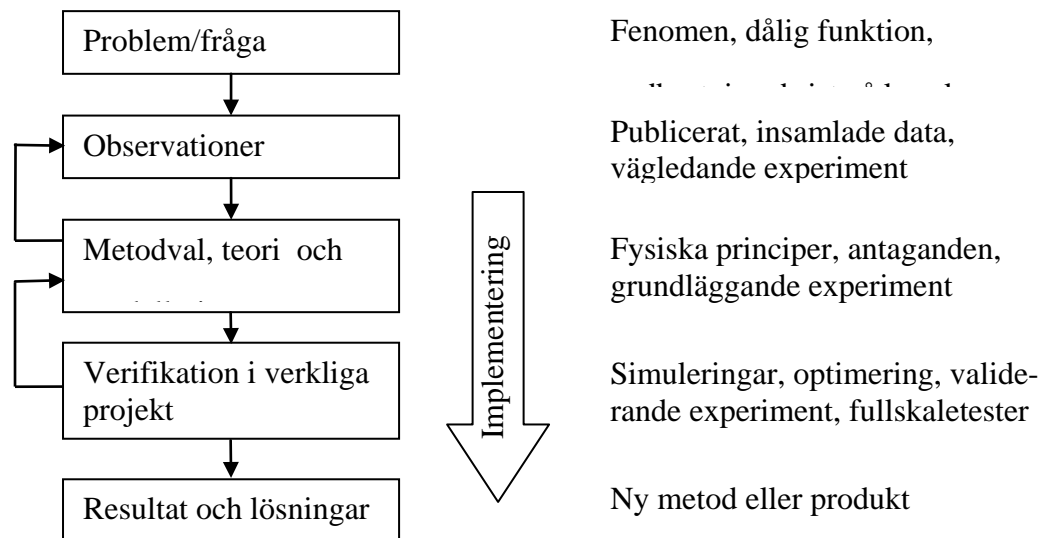 Problem/fråga
Fenomen, dålig funktion,
Observationer
Publicerat, insamlade data,
vägledande experiment
Metodval, teori och
Fysiska principer, antaganden,
grundläggande experiment
Verifikation i verkliga
projekt
Simuleringar, optimering, valide-
rande experiment, fullskaletester
Resultat och lösningar
Ny metod eller produkt
Implementering